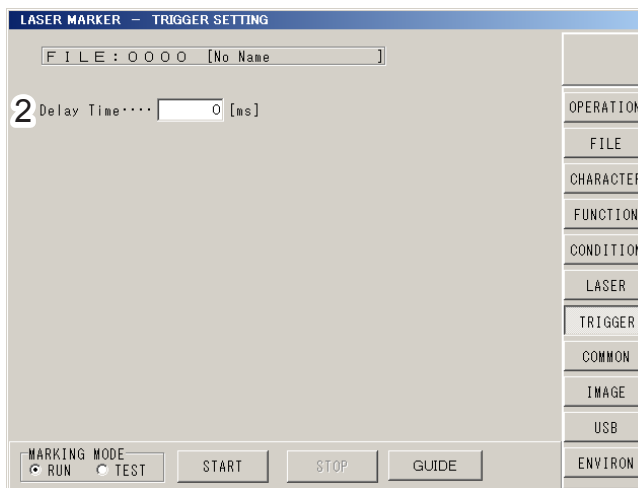 LASER MARKER － TRIGGER SETTING
ＦＩＬＥ：００００ [No Name ]
2 Delay Time････ 0 [ms]
OPERATION
FILE
CHARACTER
FUNCTION
CONDITION
LASER
TRIGGER
COMMON
IMAGE
USB
ENVIRON
MARKING MODE
RUN TEST
START STOP GUIDE